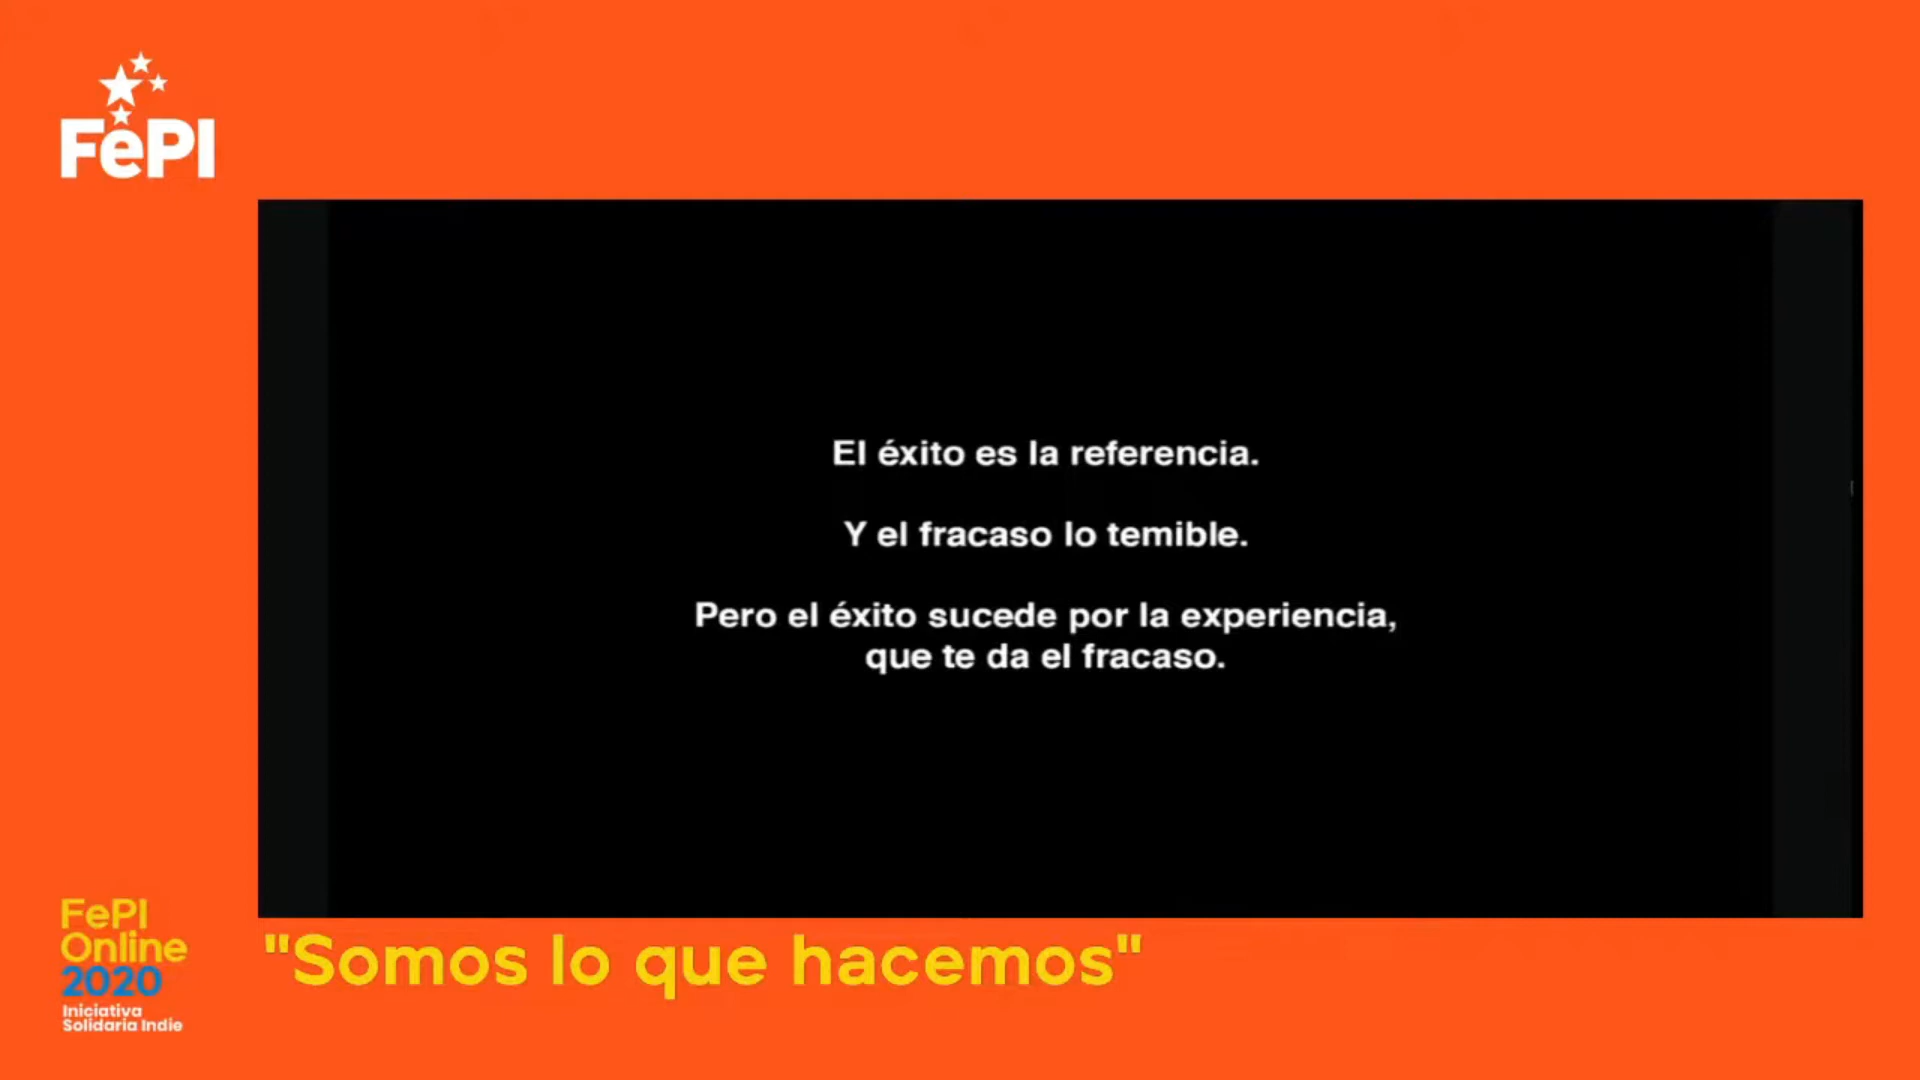 FePI
El éxito es la referencia.
Y el fracaso lo temible.
Pero el éxito sucede por la experiencia,
que te da el fracaso.
FePI
Online
2020
Iniciativa
Solidaria Indie
"Somos lo que hacemos"